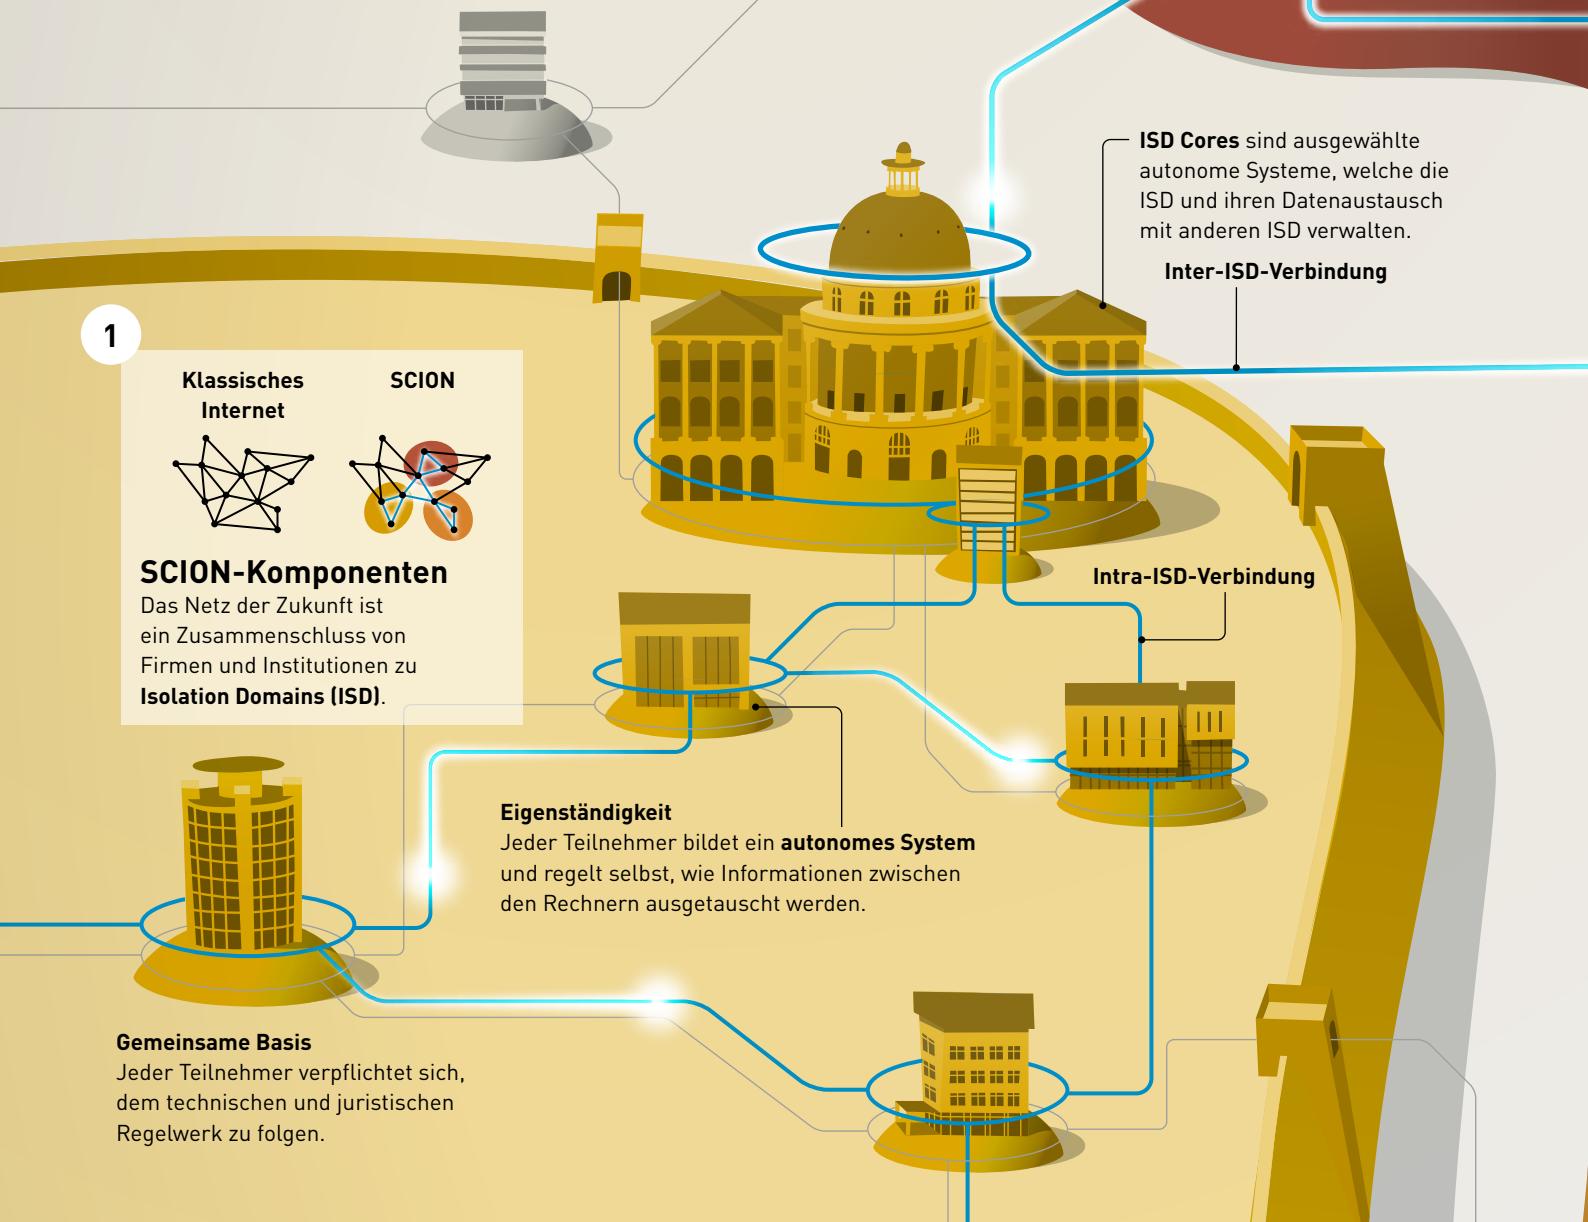 ISD Cores sind ausgewählte
autonome Systeme, welche die
ISD und ihren Datenaustausch
mit anderen ISD verwalten.
Inter-ISD-Verbindung
1
Klassisches
Internet
SCION
SCION-Komponenten
Das Netz der Zukunft ist
ein Zusammenschluss von
Firmen und Institutionen zu
Isolation Domains (ISD).
Intra-ISD-Verbindung
Eigenständigkeit
Jeder Teilnehmer bildet ein autonomes System
und regelt selbst, wie Informationen zwischen
den Rechnern ausgetauscht werden.
Gemeinsame Basis
Jeder Teilnehmer verpflichtet sich,
dem technischen und juristischen
Regelwerk zu folgen.